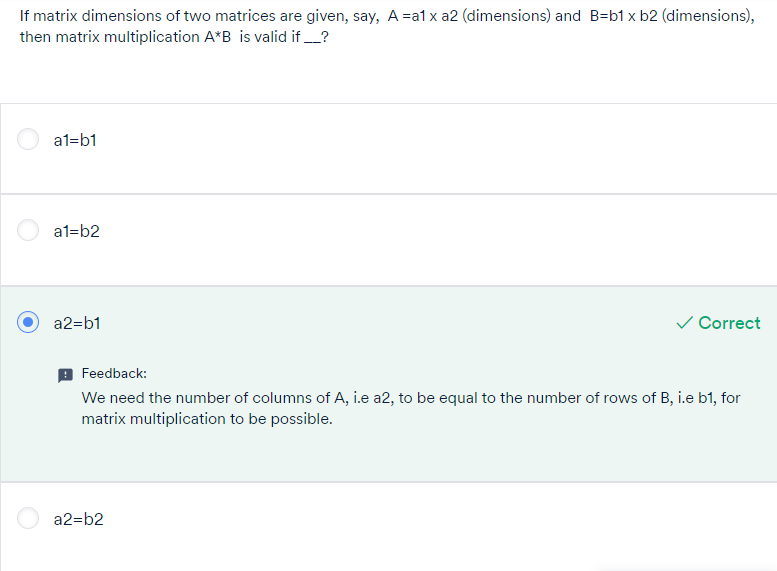 If matrix dimensions of two matrices are given, say, A =a1 x a2 (dimensions) and B=b1 x b2 (dimensions),
then matrix multiplication A*B is valid if __?
a1=b1
a1=b2
a2=b1
Correct
Feedback:
We need the number of columns of A, i.e a2, to be equal to the number of rows of B, i.e b1, for
matrix multiplication to be possible.
a2=b2